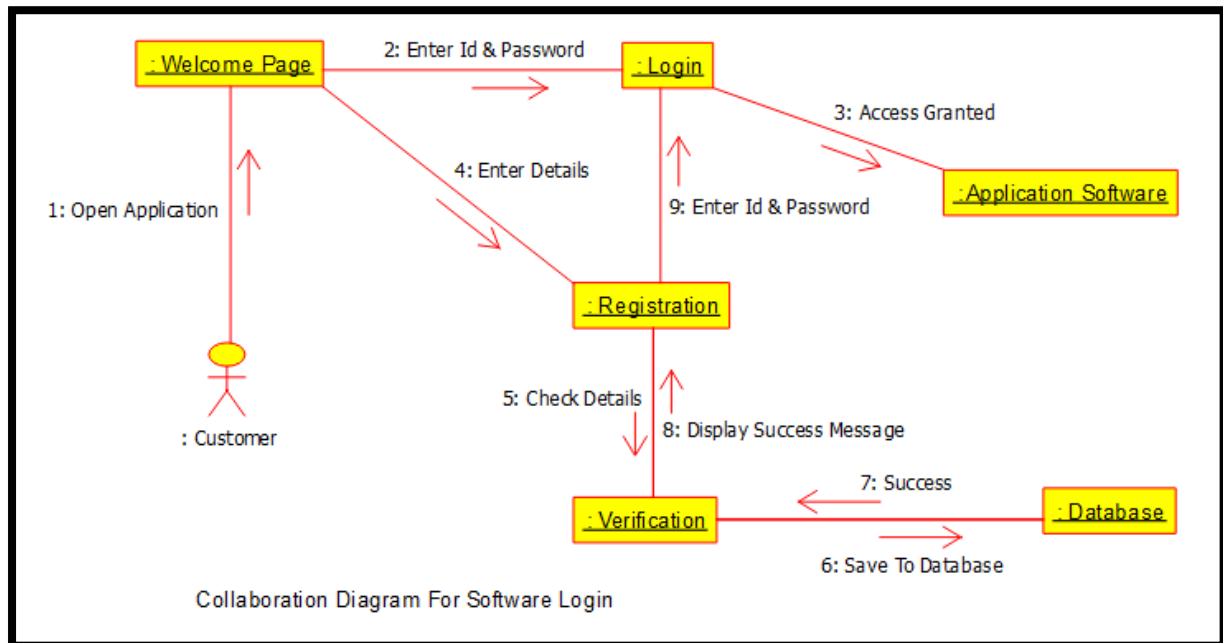 2: Enter Id & Password
: Welcome Page
: Login
3: Access Granted
4: Enter Details
:Application Software
1: Open Application
9: Enter Id & Password
: Registration
5: Check Details
: Customer
8: Display Success Message
7: Success
: Verification
: Database
6: Save To Database
Collaboration Diagram For Software Login